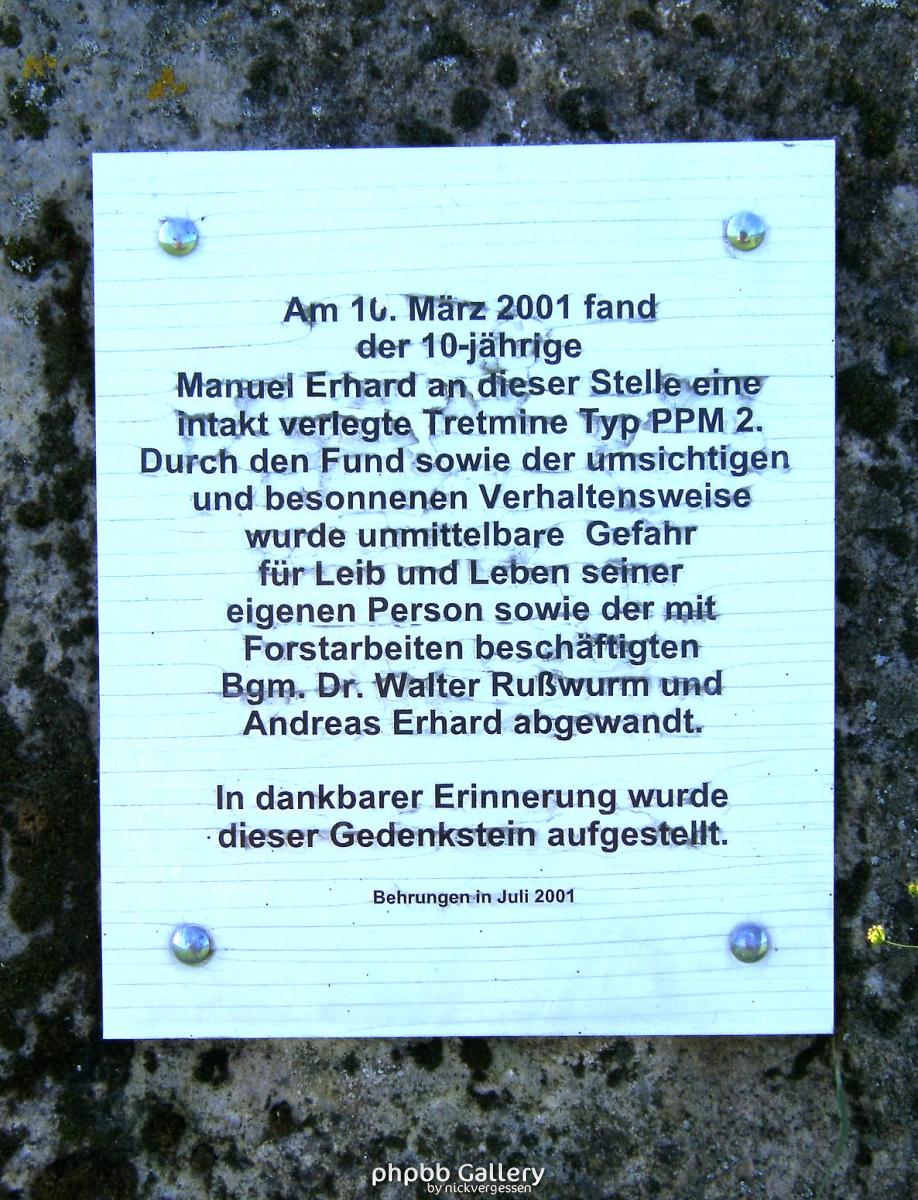 Am 10. März 2001 fand
der 10-jährige
Manuel Erhard an dieser Stelle eine
intakt verlegte Tretmine Typ PPM 2.
Durch den Fund sowie der umsichtigen
und besonnenen Verhaltensweise
wurde unmittelbare Gefahr
für Leib und Leben seiner
eigenen Person sowie der mit
Forstarbeiten beschäftigten
Bgm. Dr. Walter Rußwurm und
Andreas Erhard abgewandt.
In dankbarer Erinnerung wurde
dieser Gedenkstein aufgestellt.
Behrungen in Juli 2001
phpbb Gallery
by nickvergessen